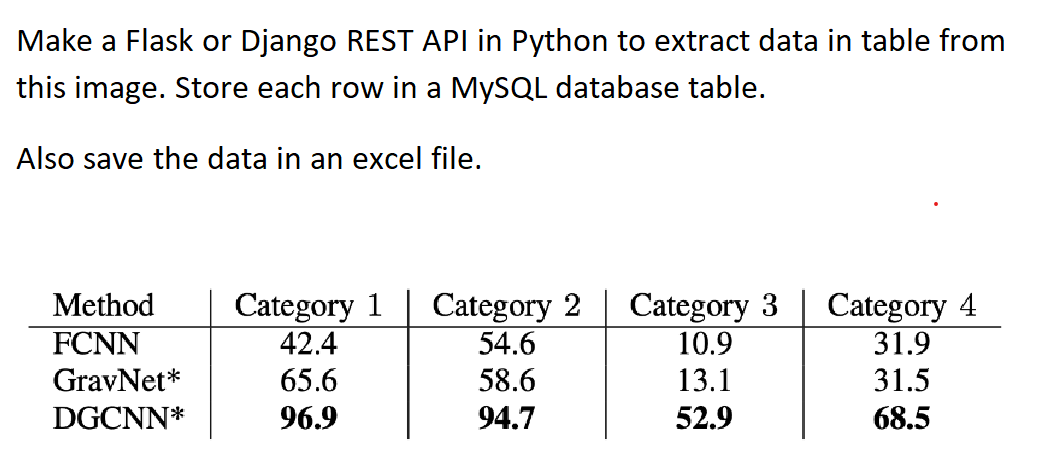 Make a Flask or Django REST API in Python to extract data in table from
this image. Store each row in a MySQL database table.
Also save the data in an excel file.
Method Category 1 Category 2 Category 3 Category 4
FCNN 42.4 54.6 10.9 31.9
GravNet* 65.6 58.6 13.1 31.5
DGCNN* 96.9 94.7 52.9 68.5